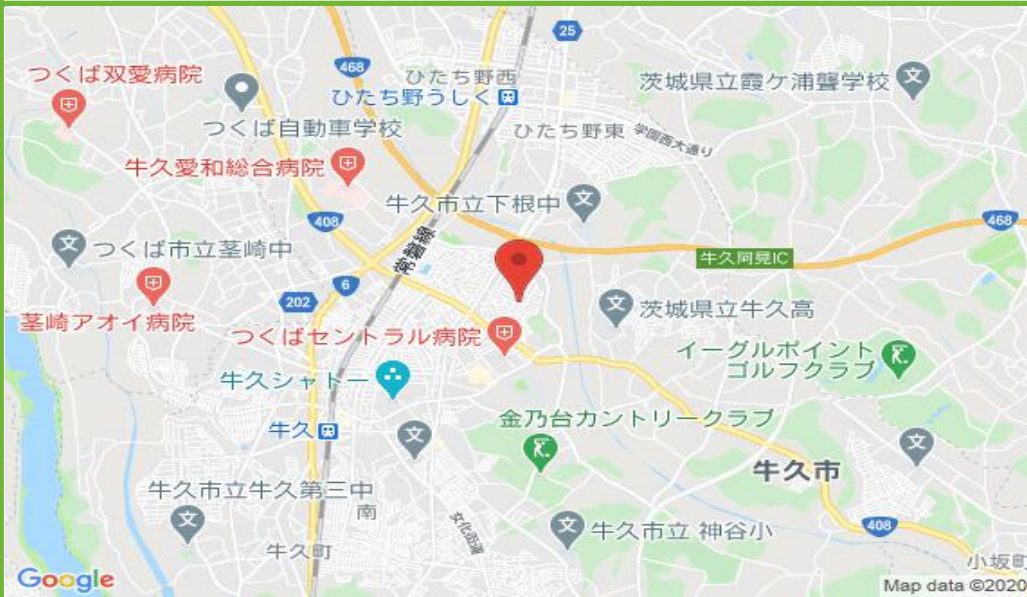 25
468
つくば双愛病院
ひたち野西
ひたち野うしく
茨城県立霞ケ浦聾学校
つくば自動車学校
ひたち野東
学園西大通り
牛久愛和総合病院
牛久市立下根中
408
468
常磐線
つくば市立茎崎中
牛久阿見IC
6
202
茨城県立牛久高
茎崎アオイ病院
つくばセントラル病院
イーグルポイント
ゴルフクラブ
牛久シャトー
金乃台カントリークラブ
牛久
牛久市
牛久市立牛久第三中
南
女化街道
408
牛久市立 神谷小
牛久町
小坂町
Google
Map data ©2020